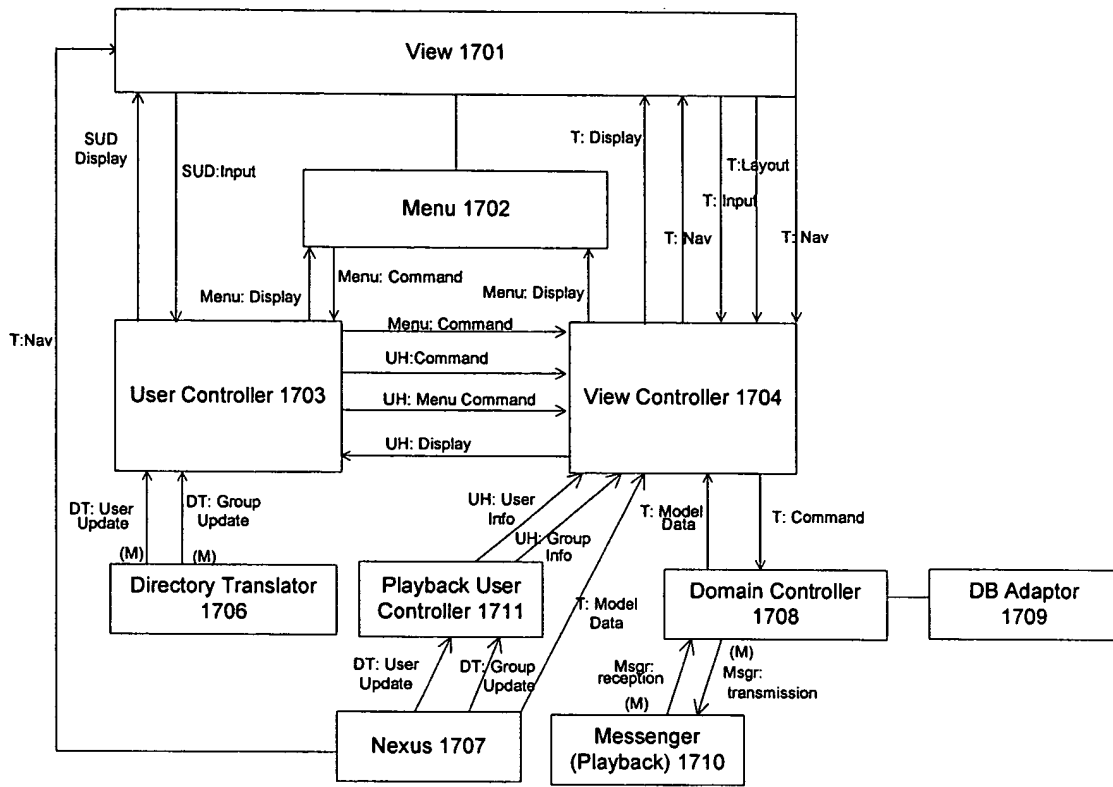 View 1701
SUD
Display
SUD:Input
T: Display
T:Layout
T: Input
T: Nav
T: Nav
Menu 1702
Menu: Display
Menu: Command
Menu: Display
T:Nav
User Controller 1703
Menu: Command
UH:Command
UH: Menu Command
UH: Display
View Controller 1704
DT: User
Update
DT: Group
Update
(M)
(M)
UH: User
Info
UH: Group
Info
T: Model
Data
T: Command
Directory Translator
1706
Playback User
Controller 1711
T: Model
Data
Domain Controller
1708
DB Adaptor
1709
DT: User
Update
DT: Group
Update
Msgr:
reception
(M)
(M)
Msgr:
transmission
Nexus 1707
Messenger
(Playback) 1710